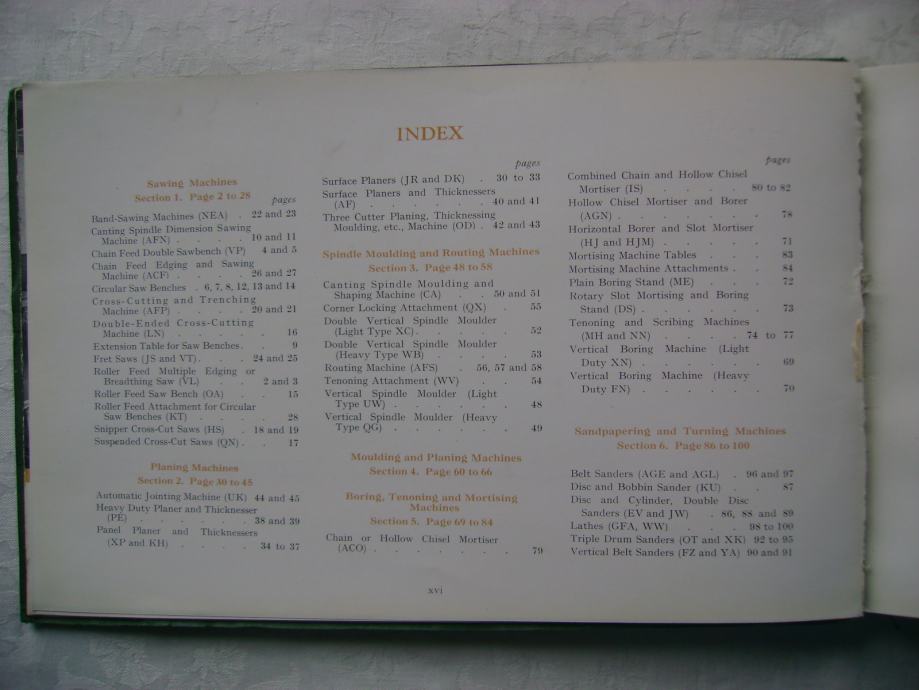 INDEX
Sawing Machines
Section 1. Page 2 to 28
pages
Band-Sawing Machines (NEA) . 22 and 23
Canting Spindle Dimension Sawing
Machine (AFN) . . . . 10 and 11
Chain Feed Double Sawbench (VP) 4 and 5
Chain Feed Edging and Sawing
Machine (ACF) . . . . 26 and 27
Circular Saw Benches . 6, 7, 8, 12, 13 and 14
Cross-Cutting and Trenching
Machine (AFP) . . . . 20 and 21
Double-Ended Cross-Cutting
Machine (LN) . . . . . 16
Extension Table for Saw Benches. . 9
Fret Saws (JS and VT). . . 24 and 25
Roller Feed Multiple Edging or
Breadthing Saw (VL) . . 2 and 3
Roller Feed Saw Bench (OA) . . 15
Roller Feed Attachment for Circular
Saw Benches (KT) . . . . 28
Snipper Cross-Cut Saws (HS) . 18 and 19
Suspended Cross-Cut Saws (QN) . . 17
Planing Machines
Section 2. Page 30 to 45
Automatic Jointing Machine (UK) 44 and 45
Heavy Duty Planer and Thicknesser
(PE) . . . . . . 38 and 39
Panel Planer and Thicknessers
(XP and KH) . . . . . 34 to 37
pages
Surface Planers (JR and DK) . 30 to 33
Surface Planers and Thicknessers
(AF) . . . . . . 40 and 41
Three Cutter Planing, Thicknessing
Moulding, etc., Machine (OD) . 42 and 43
Spindle Moulding and Routing Machines
Section 3. Page 48 to 58
Canting Spindle Moulding and
Shaping Machine (CA) . . 50 and 51
Corner Locking Attachment (QX) . 55
Double Vertical Spindle Moulder
(Light Type XC) . . . . . 52
Double Vertical Spindle Moulder
(Heavy Type WB) . . . . 53
Routing Machine (AFS) . . 56, 57 and 58
Tenoning Attachment (WV) . . 54
Vertical Spindle Moulder (Light
Type UW) . . . . . . 48
Vertical Spindle Moulder (Heavy
Type QG) . . . . . . 49
Moulding and Planing Machines
Section 4. Page 60 to 66
Boring, Tenoning and Mortising
Machines
Section 5. Page 69 to 84
Chain or Hollow Chisel Mortiser
(ACO) . . . . . . . 79
pages
Combined Chain and Hollow Chisel
Mortiser (IS) . . . . . 80 to 82
Hollow Chisel Mortiser and Borer
(AGN) . . . . . . . 78
Horizontal Borer and Slot Mortiser
(HJ and HJM) . . . . . 71
Mortising Machine Tables . . . 83
Mortising Machine Attachments . . 84
Plain Boring Stand (ME) . . . 72
Rotary Slot Mortising and Boring
Stand (DS) . . . . . . 73
Tenoning and Scribing Machines
(MH and NN) . . . . 74 to 77
Vertical Boring Machine (Light
Duty XN) . . . . . . 69
Vertical Boring Machine (Heavy
Duty FN) . . . . . . 70
Sandpapering and Turning Machines
Section 6. Page 86 to 100
Belt Sanders (AGE and AGL) . 96 and 97
Disc and Bobbin Sander (KU) . . 87
Disc and Cylinder, Double Disc
Sanders (EV and JW) . 86, 88 and 89
Lathes (GFA, WW) . . . . 98 to 100
Triple Drum Sanders (OT and XK) 92 to 95
Vertical Belt Sanders (FZ and YA) 90 and 91
xvi